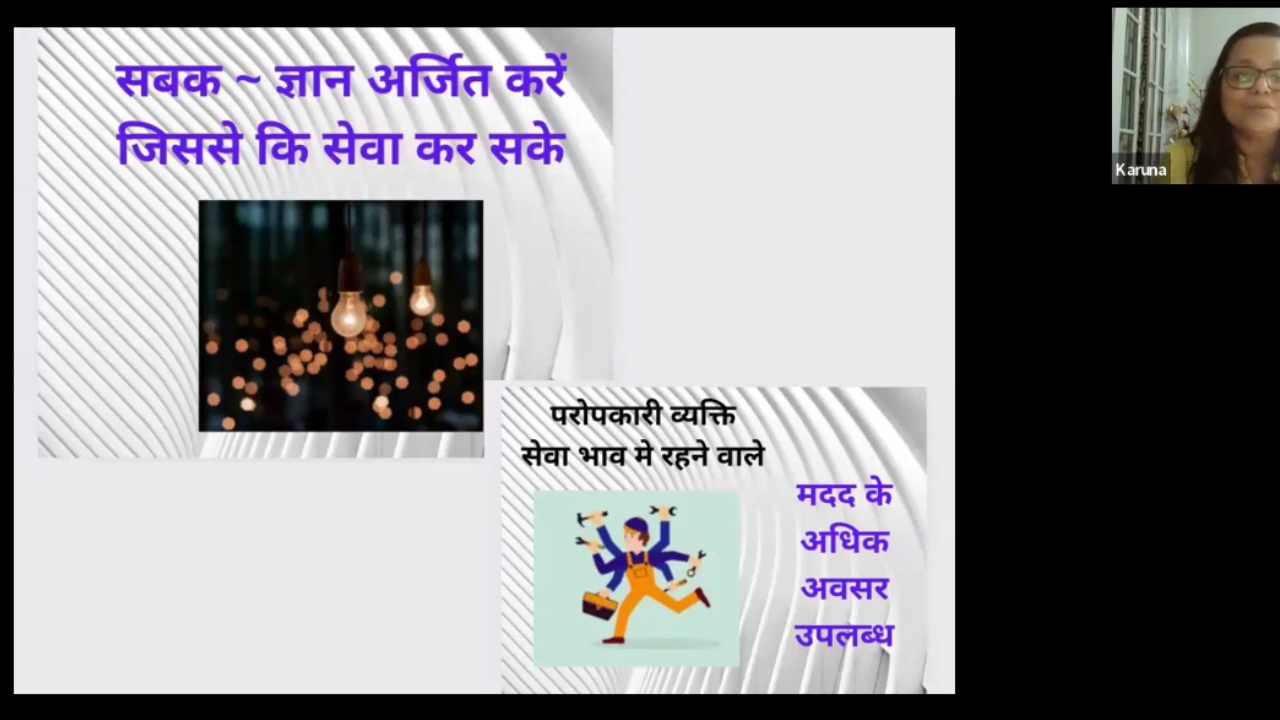 सबक ~ ज्ञान अर्जित करें
जिससे कि सेवा कर सके
परोपकारी व्यक्ति
सेवा भाव मे रहने वाले
मदद के
अधिक
अवसर
उपलब्ध
Karuna